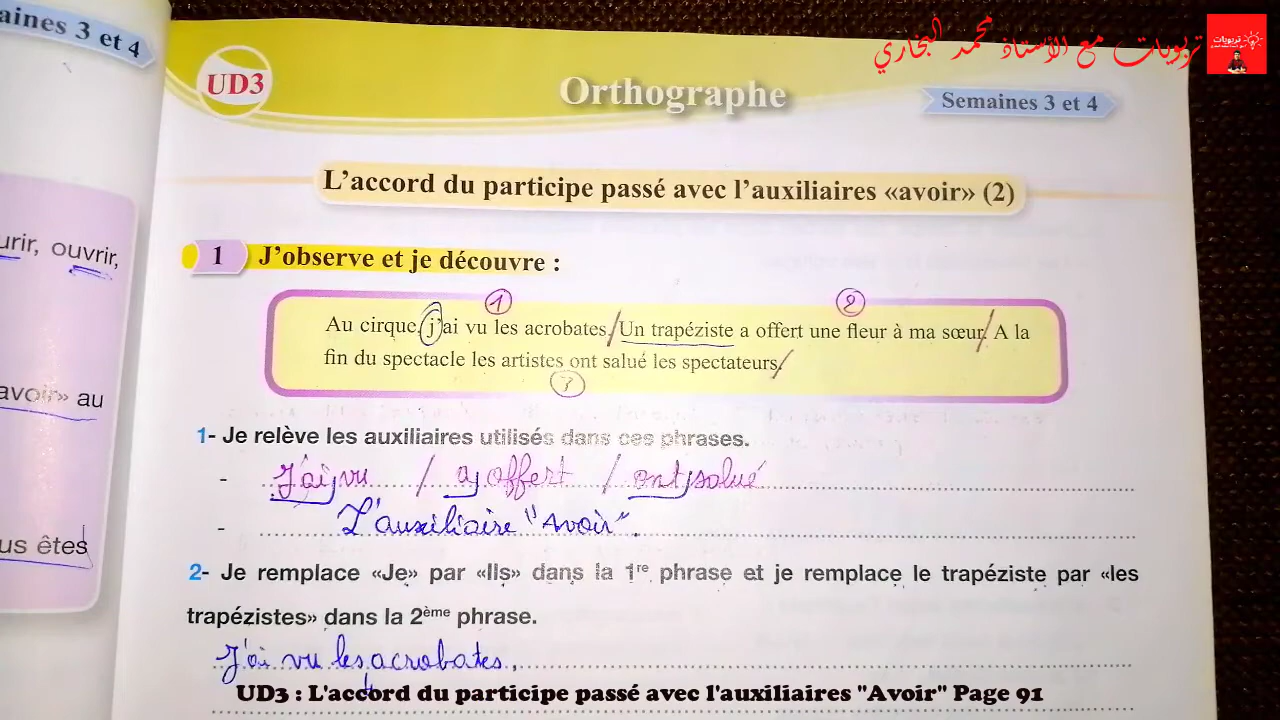 aines 3 et 4
تربويات مع الأستاذ محمد البخاري
تربويات
UD3
Orthographe
Semaines 3 et 4
L'accord du participe passé avec l'auxiliaires «avoir» (2)
urir, ouvrir,
1 J'observe et je découvre :
1 2
Au cirque, j'ai vu les acrobates. Un trapéziste a offert une fleur à ma sœur. A la
fin du spectacle les artistes ont salué les spectateurs.
avoir» au
1- Je relève les auxiliaires utilisés dans ces phrases.
- J'ai vu / a offert / ont salué
- L'auxiliaire "Avoir".
us êtes
2- Je remplace «Je» par «Ils» dans la 1re phrase et je remplace le trapéziste par «les
trapézistes» dans la 2ème phrase.
J'ai vu les acrobates.
UD3 : L'accord du participe passé avec l'auxiliaires "Avoir" Page 91